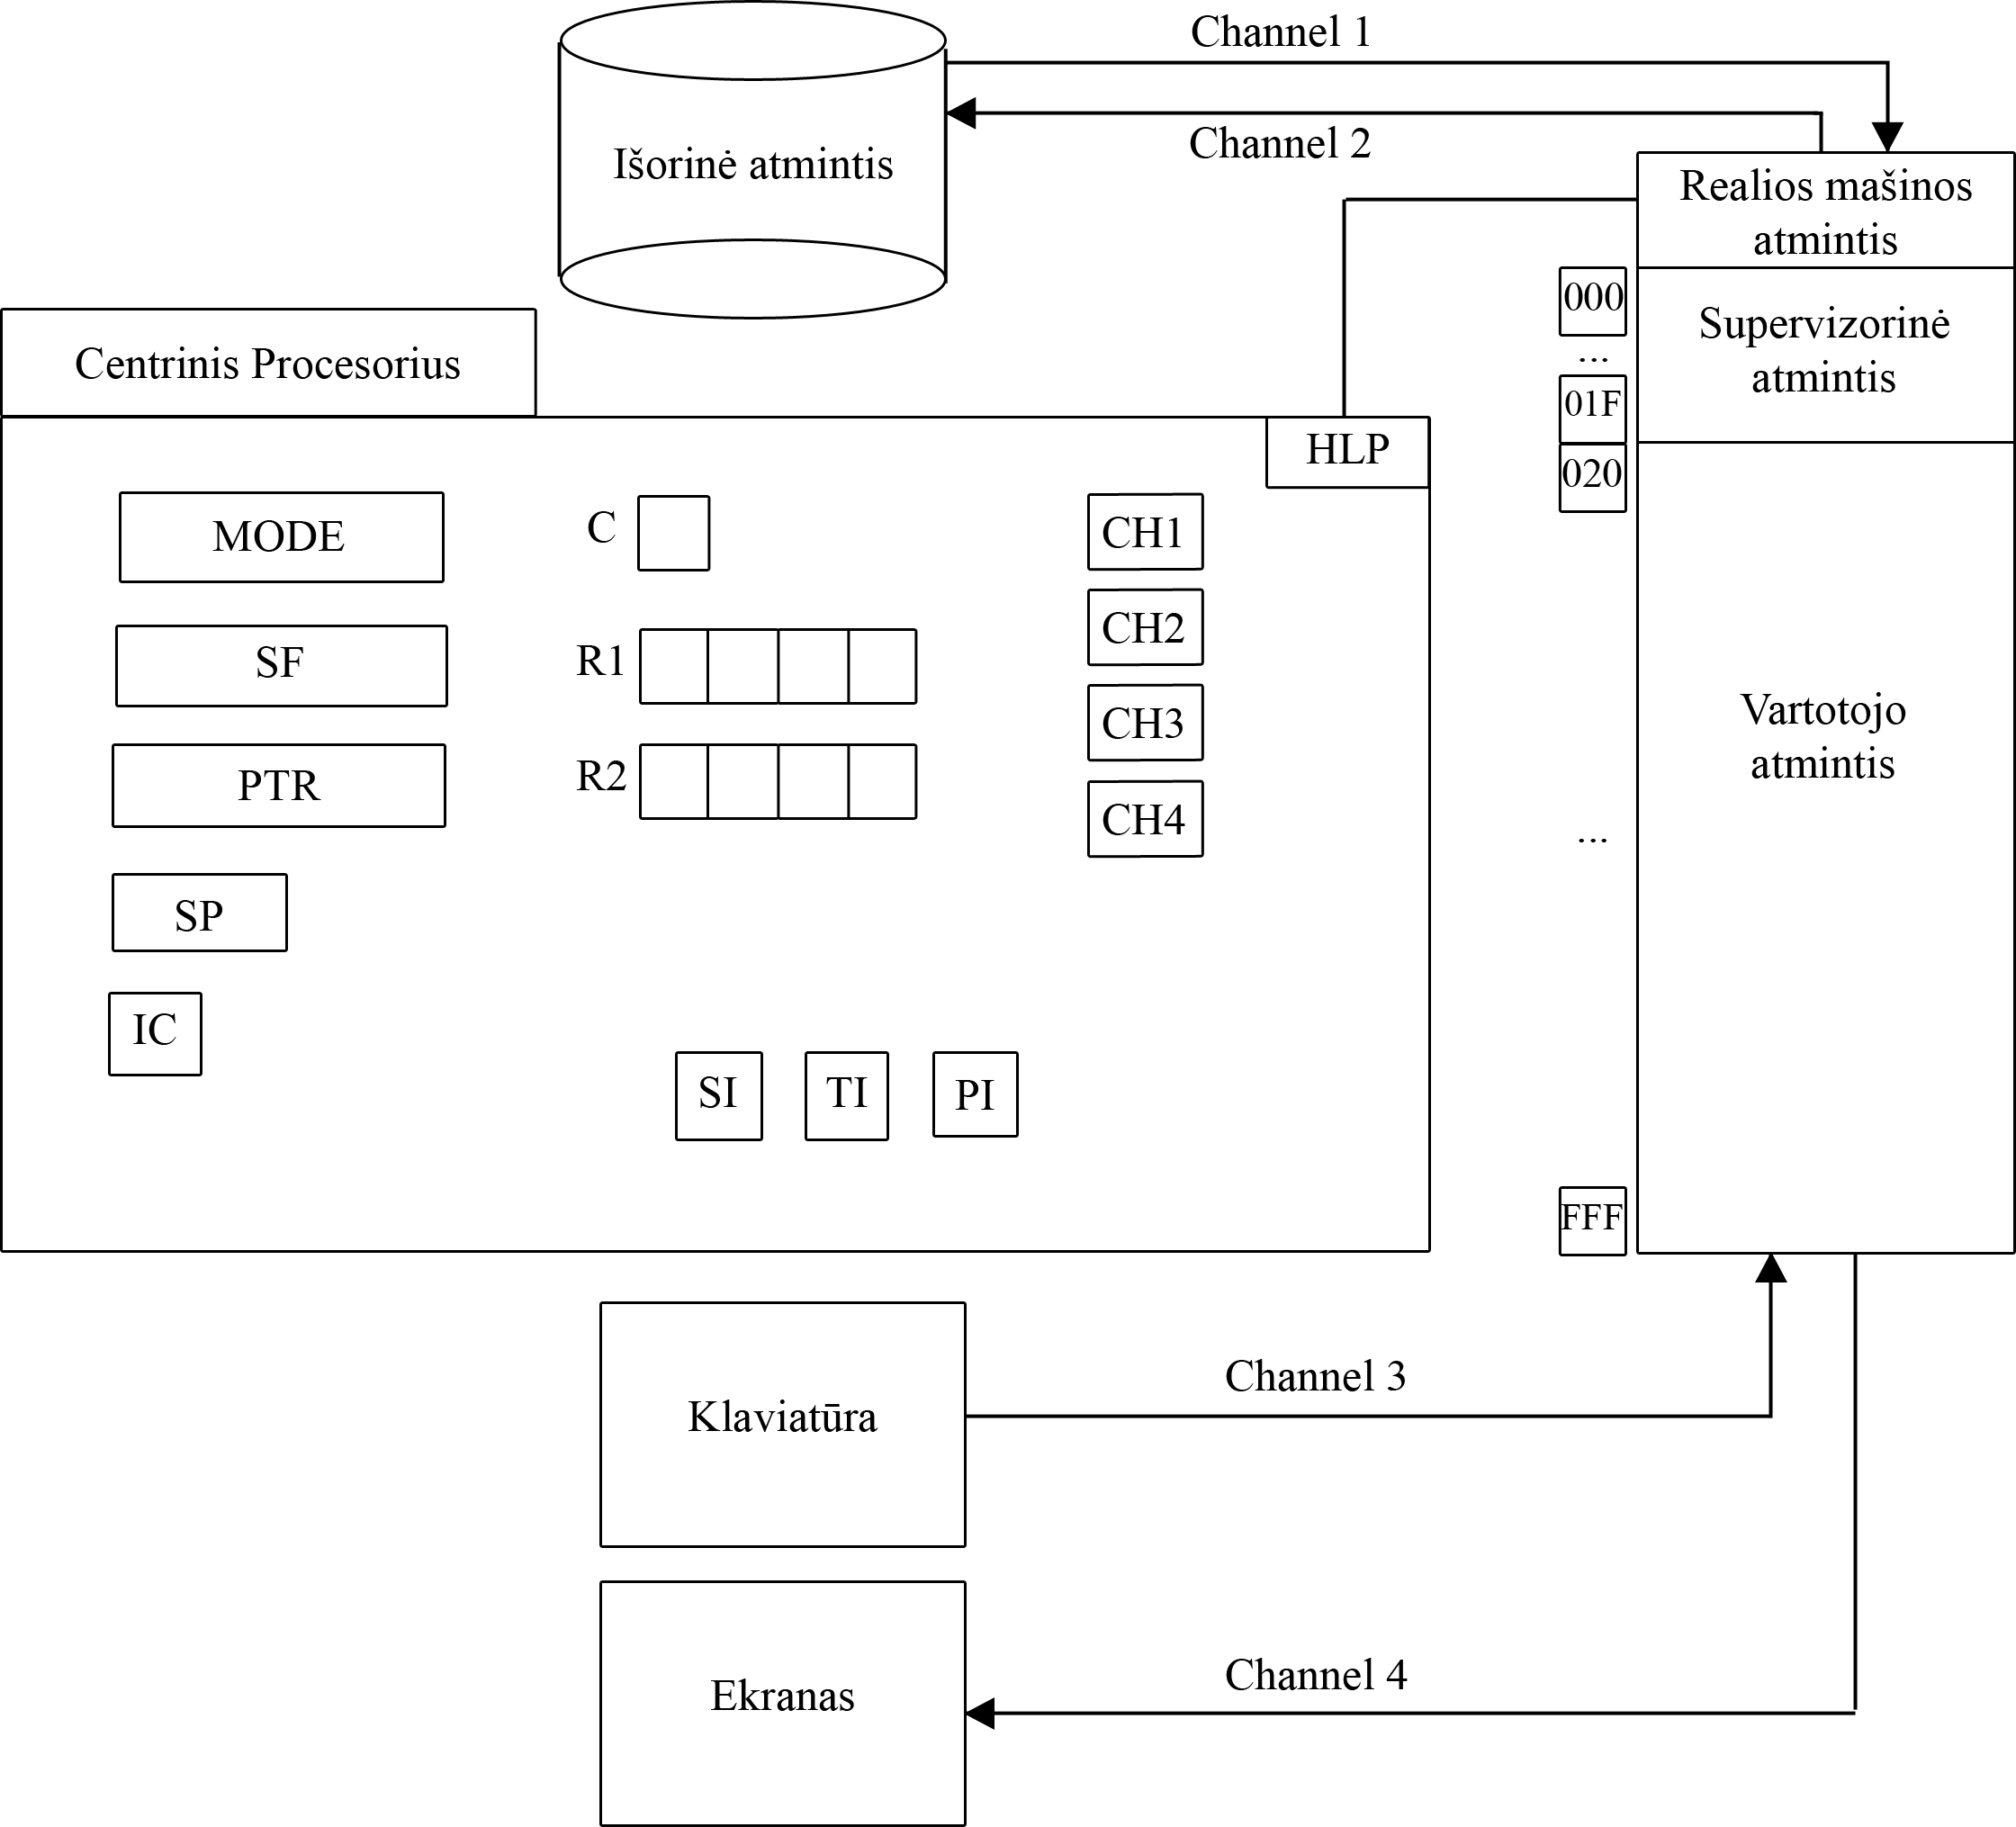 Channel 1
Channel 2
Išorinė atmintis
Realios mašinos
atmintis
000
...
01F
020
Supervizorinė
atmintis
Centrinis Procesorius
HLP
MODE
C
CH1
SF
R1
CH2
PTR
R2
CH3
SP
CH4
IC
SI
TI
PI
Vartotojo
atmintis
...
FFF
Klaviatūra
Channel 3
Ekranas
Channel 4